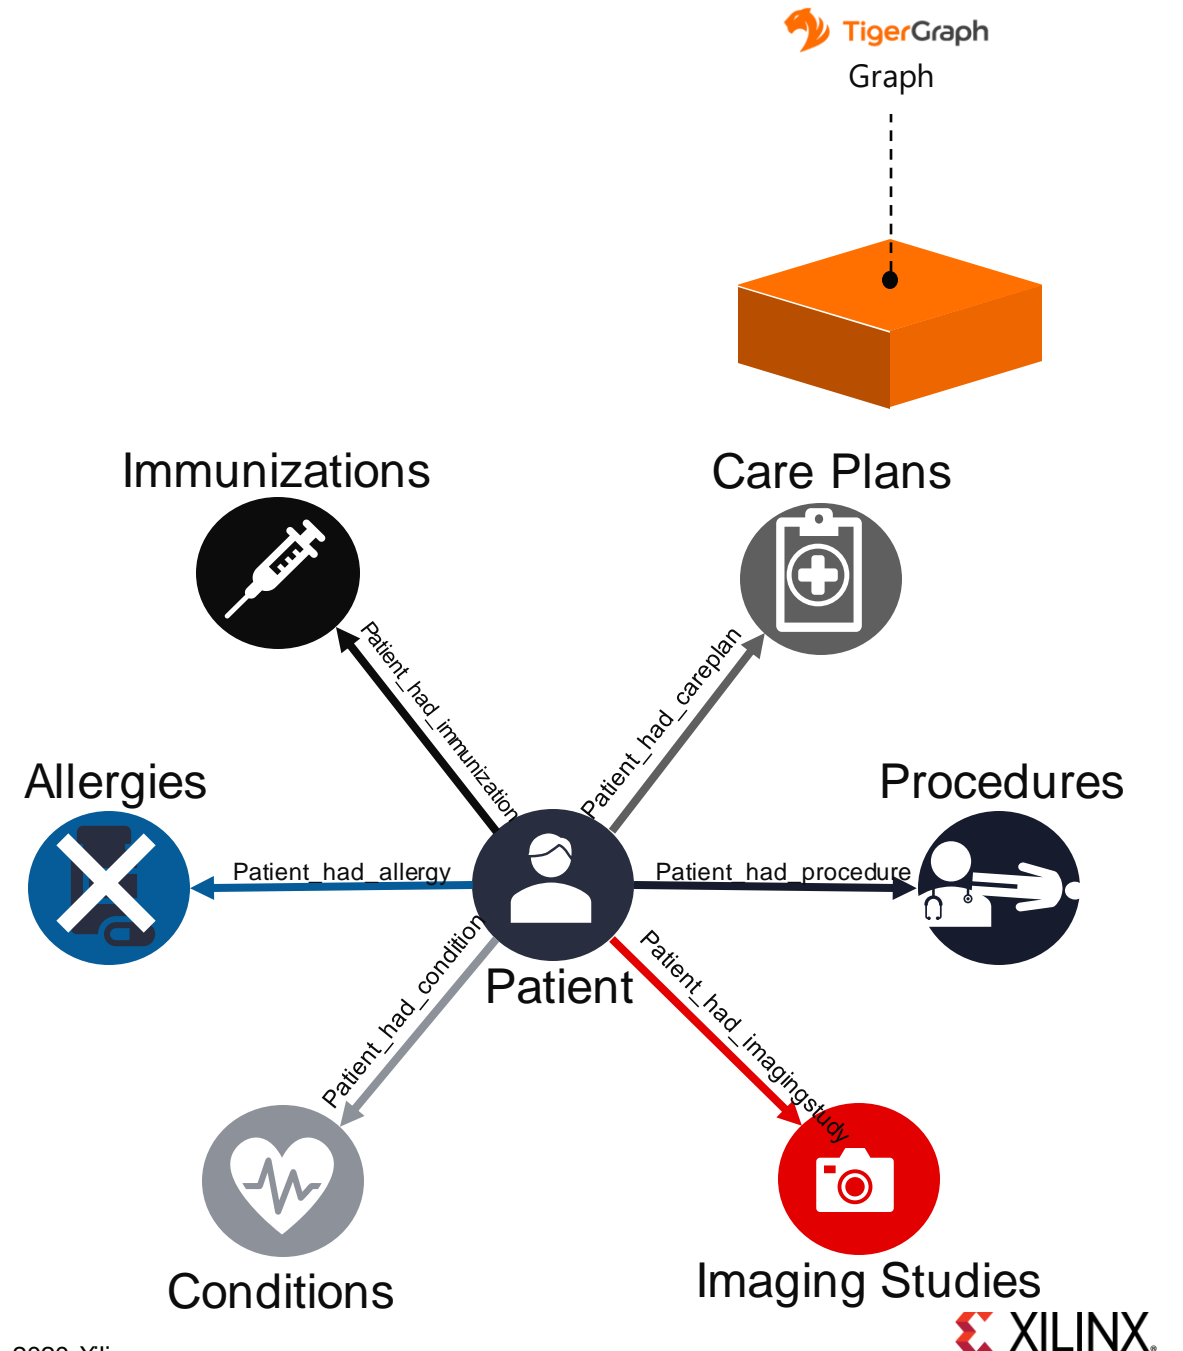 TigerGraph
Graph
Immunizations
Care Plans
Patient_had_immunization
Patient_had_careplan
Allergies
Procedures
Patient_had_allergy
Patient_had_procedure
Patient
Patient_had_condition
Patient_had_imagingstudy
Conditions
Imaging Studies
XILINX.